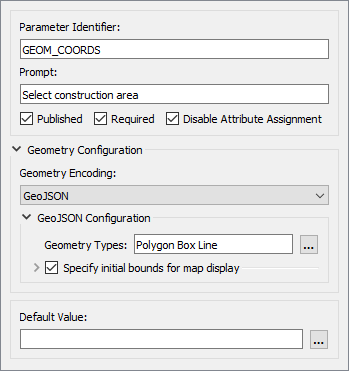 Parameter Identifier:
GEOM_COORDS
Prompt:
Select construction area
Published Required Disable Attribute Assignment
Geometry Configuration
Geometry Encoding:
GeoJSON
GeoJSON Configuration
Geometry Types: Polygon Box Line ...
Specify initial bounds for map display
Default Value:
...